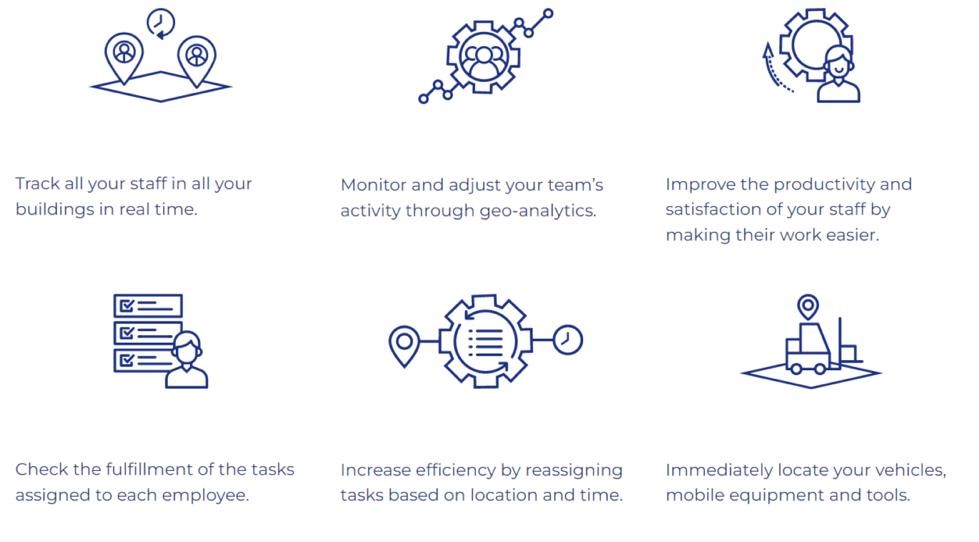 Track all your staff in all your
buildings in real time.
Monitor and adjust your team's
activity through geo-analytics.
Improve the productivity and
satisfaction of your staff by
making their work easier.
Check the fulfillment of the tasks
assigned to each employee.
Increase efficiency by reassigning
tasks based on location and time.
Immediately locate your vehicles,
mobile equipment and tools.